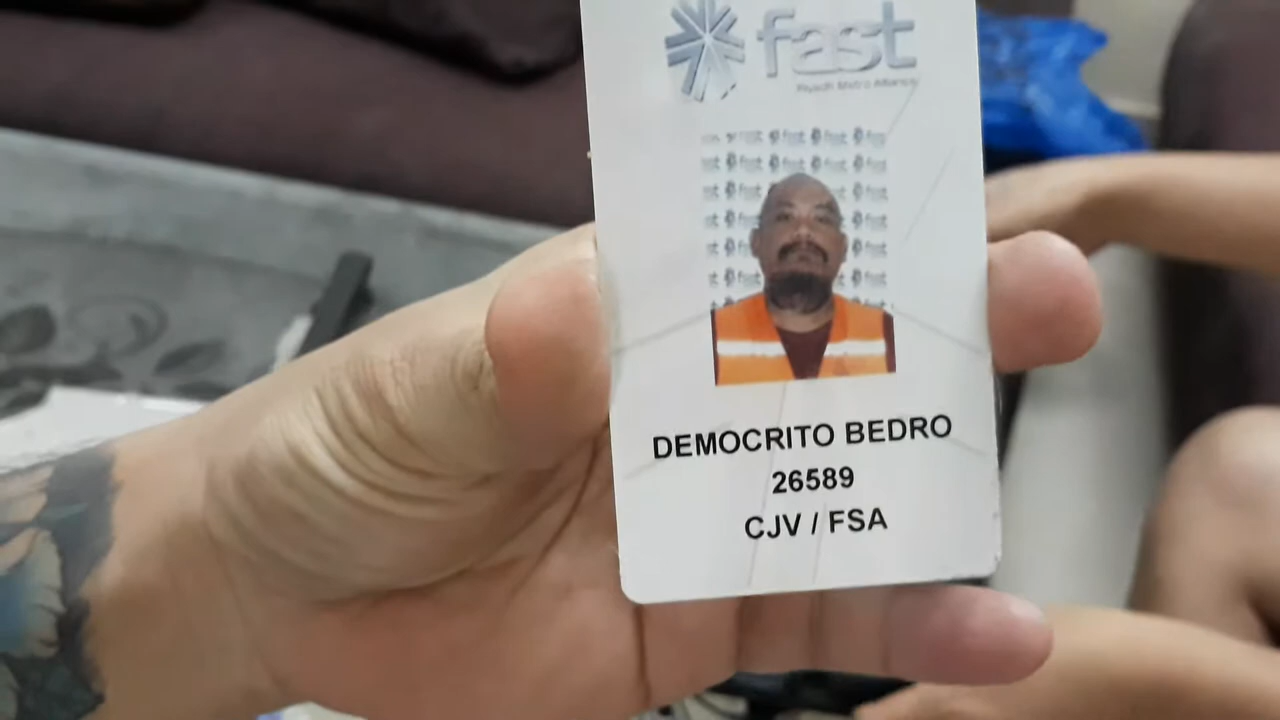 fast
Riyadh Metro Alliance
DEMOCRITO BEDRO
26589
CJV / FSA